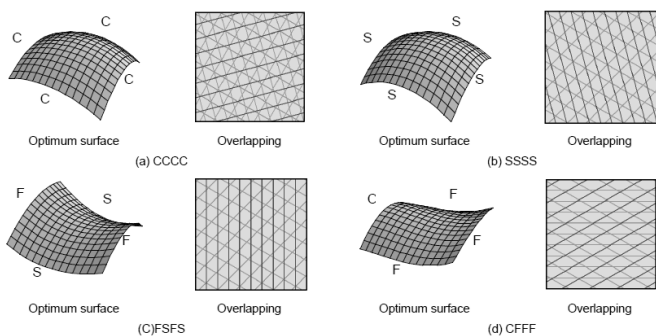 C
C
C
C
Optimum surface
Overlapping
(a) CCCC
S
S
S
S
Optimum surface
Overlapping
(b) SSSS
F
S
F
S
Optimum surface
Overlapping
(C)FSFS
C
F
F
F
Optimum surface
Overlapping
(d) CFFF